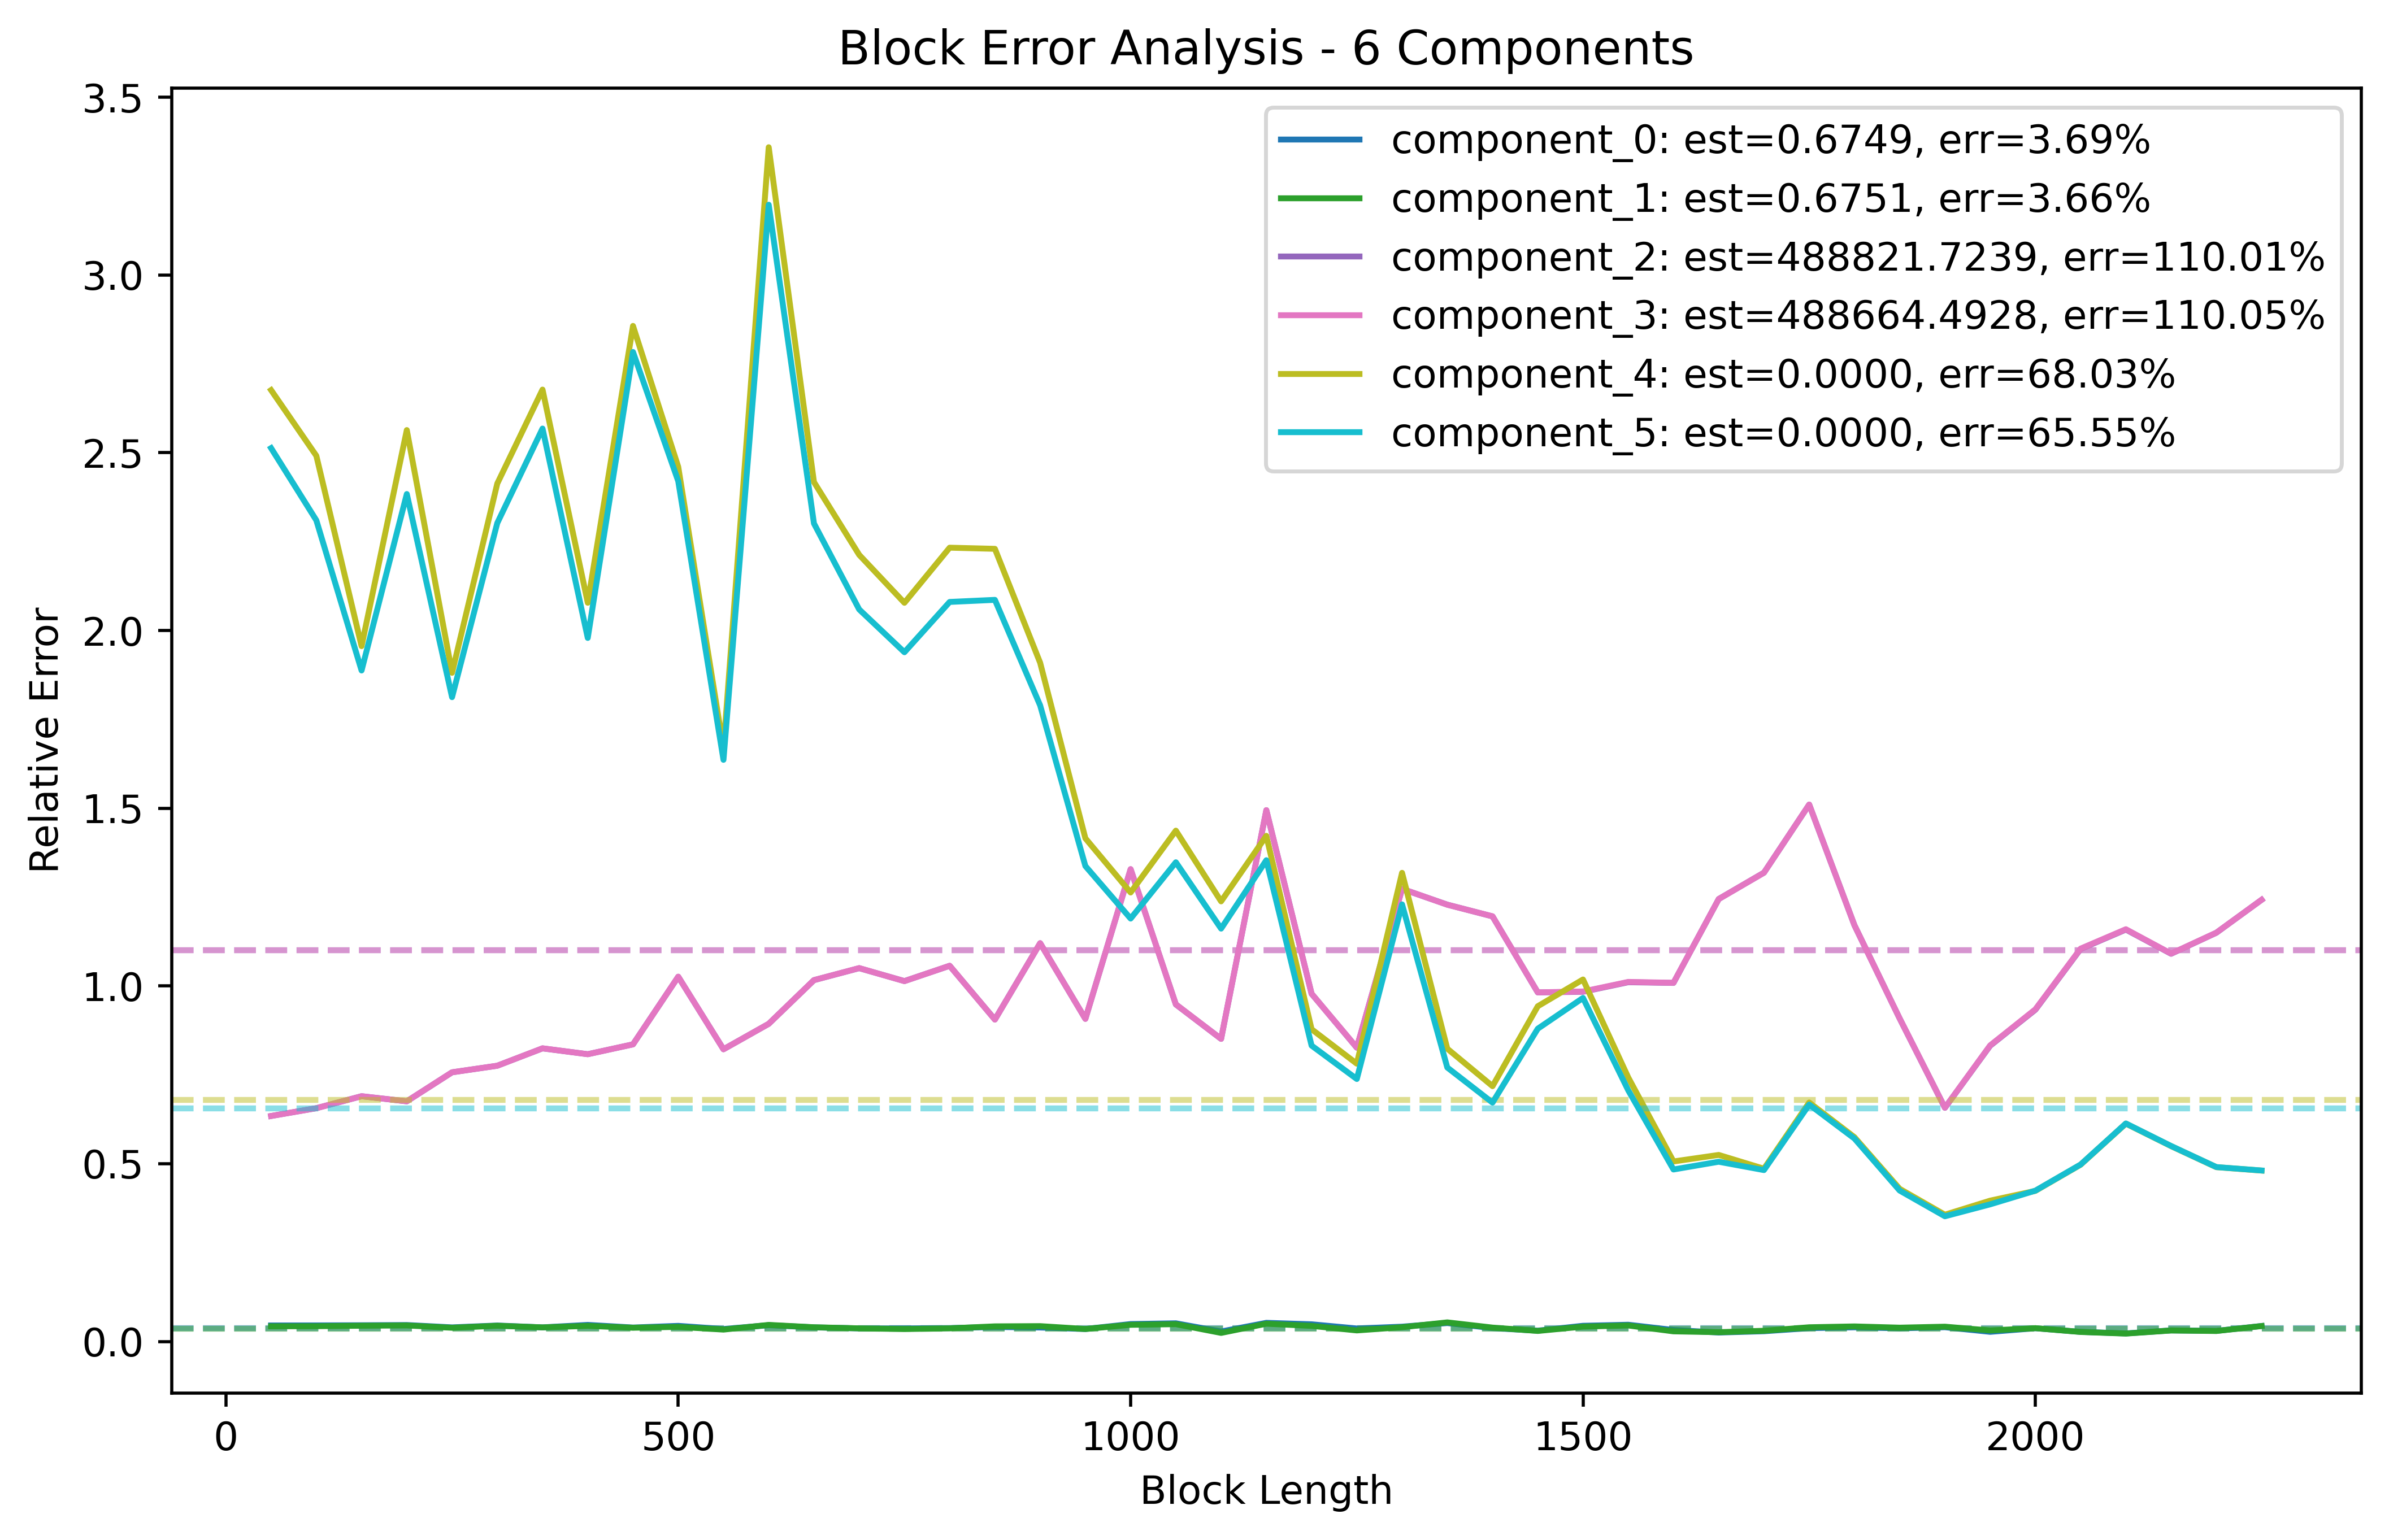 Block Error Analysis - 6 Components
3.5
3.0
2.5
2.0
1.5
1.0
0.5
0.0
Relative Error
component_0: est=0.6749, err=3.69%
component_1: est=0.6751, err=3.66%
component_2: est=488821.7239, err=110.01%
component_3: est=488664.4928, err=110.05%
component_4: est=0.0000, err=68.03%
component_5: est=0.0000, err=65.55%
0 500 1000 1500 2000
Block Length